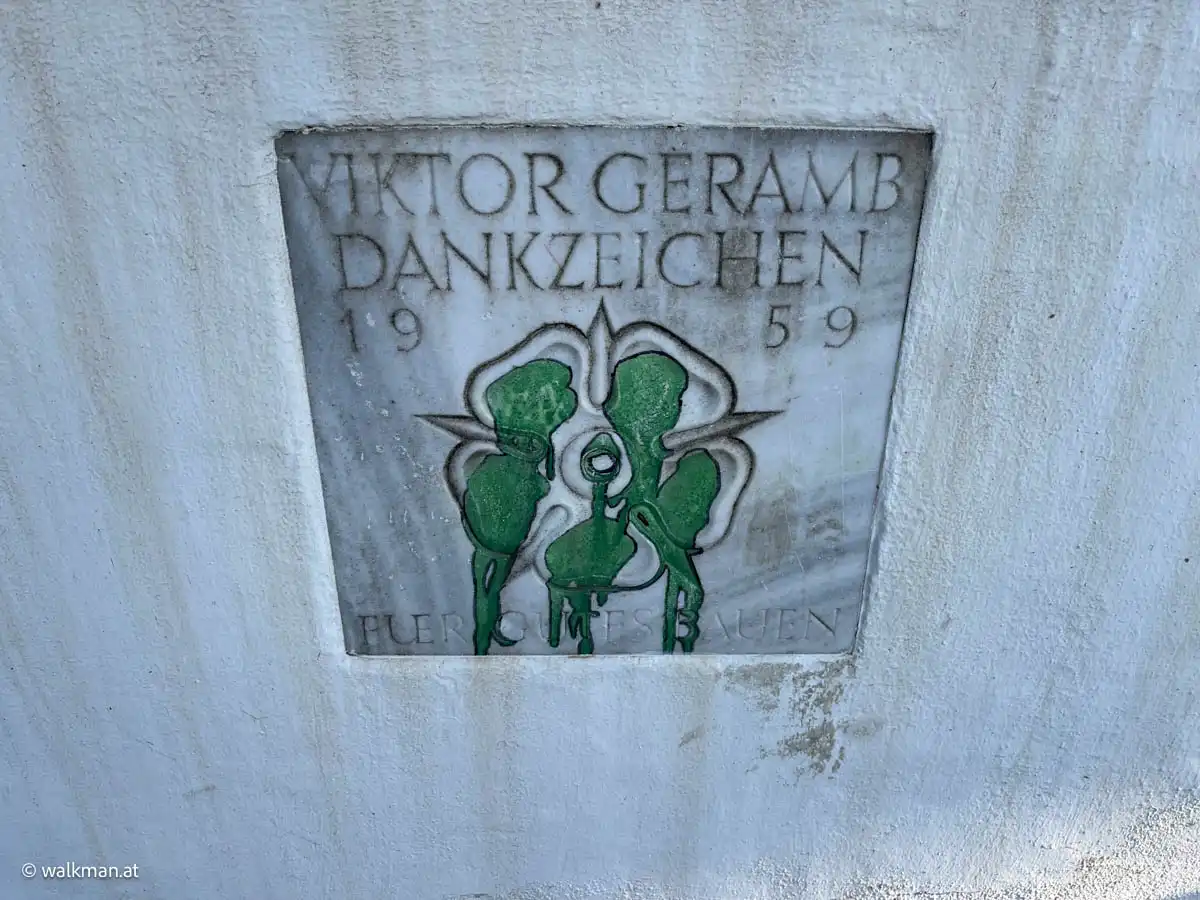 VIKTOR GERAMB
DANKZEICHEN
19 59
FUER GUTES BAUEN
© walkman.at